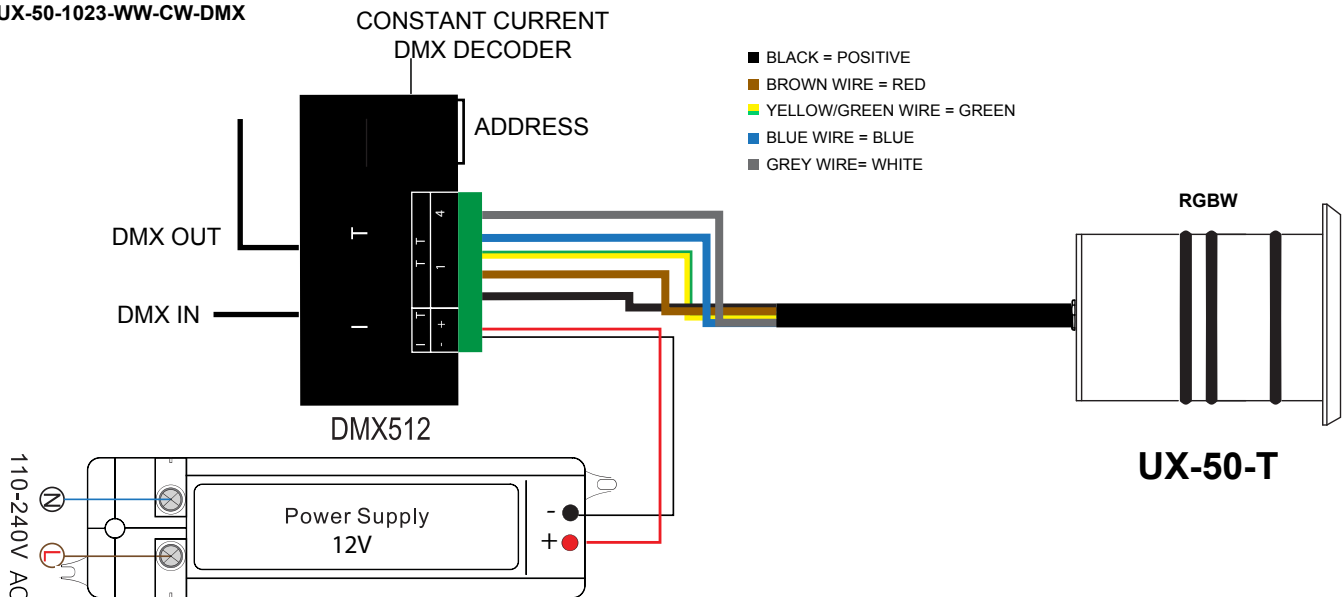 UX-50-1023-WW-CW-DMX
CONSTANT CURRENT
DMX DECODER
BLACK = POSITIVE
BROWN WIRE = RED
YELLOW/GREEN WIRE = GREEN
BLUE WIRE = BLUE
GREY WIRE= WHITE
ADDRESS
RGBW
DMX OUT
DMX IN
T
I
T T
4
1
I T
- +
DMX512
UX-50-T
110-240V AC
N
L
Power Supply
12V
-
+